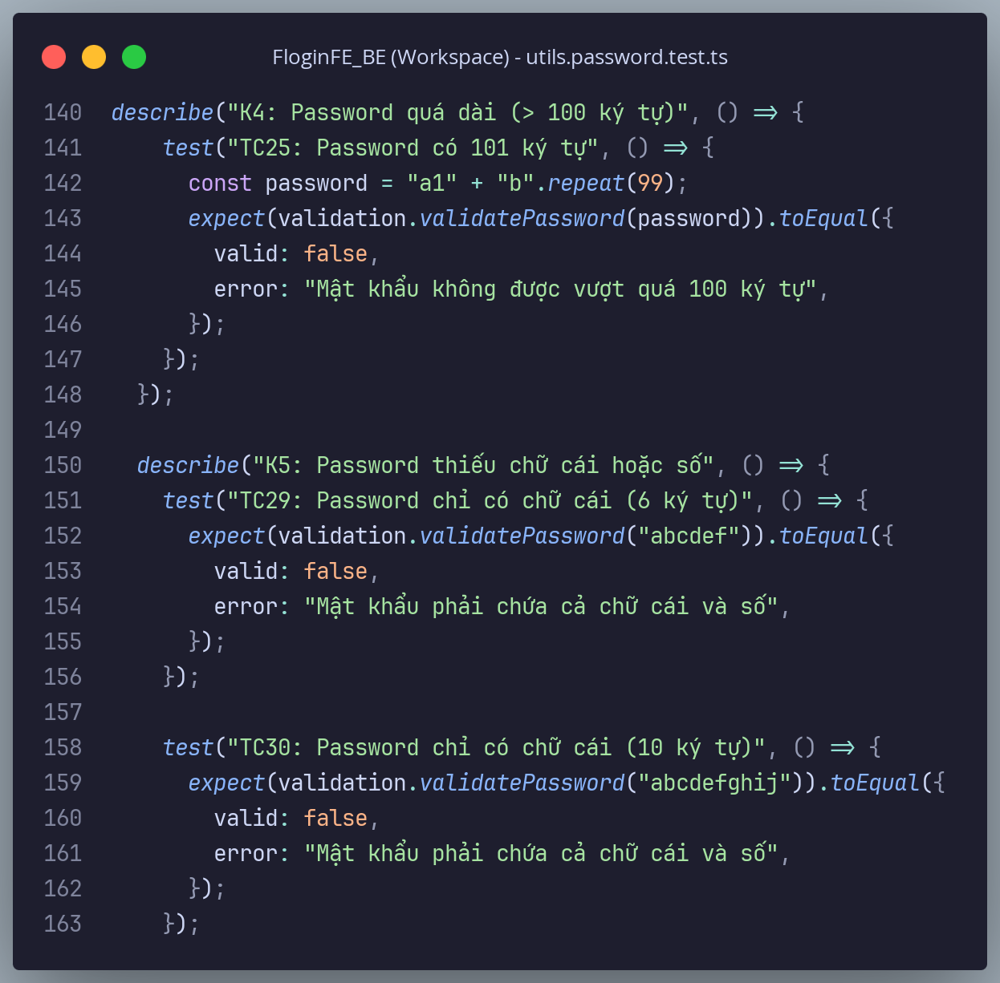 FloginFE_BE (Workspace) - utils.password.test.ts
140 describe("K4: Password quá dài (> 100 ký tự)", () => {
141     test("TC25: Password có 101 ký tự", () => {
142       const password = "a1" + "b".repeat(99);
143       expect(validation.validatePassword(password)).toEqual({
144         valid: false,
145         error: "Mật khẩu không được vượt quá 100 ký tự",
146       });
147     });
148   });
149
150   describe("K5: Password thiếu chữ cái hoặc số", () => {
151     test("TC29: Password chỉ có chữ cái (6 ký tự)", () => {
152       expect(validation.validatePassword("abcdef")).toEqual({
153         valid: false,
154         error: "Mật khẩu phải chứa cả chữ cái và số",
155       });
156     });
157
158     test("TC30: Password chỉ có chữ cái (10 ký tự)", () => {
159       expect(validation.validatePassword("abcdefghij")).toEqual({
160         valid: false,
161         error: "Mật khẩu phải chứa cả chữ cái và số",
162       });
163     });